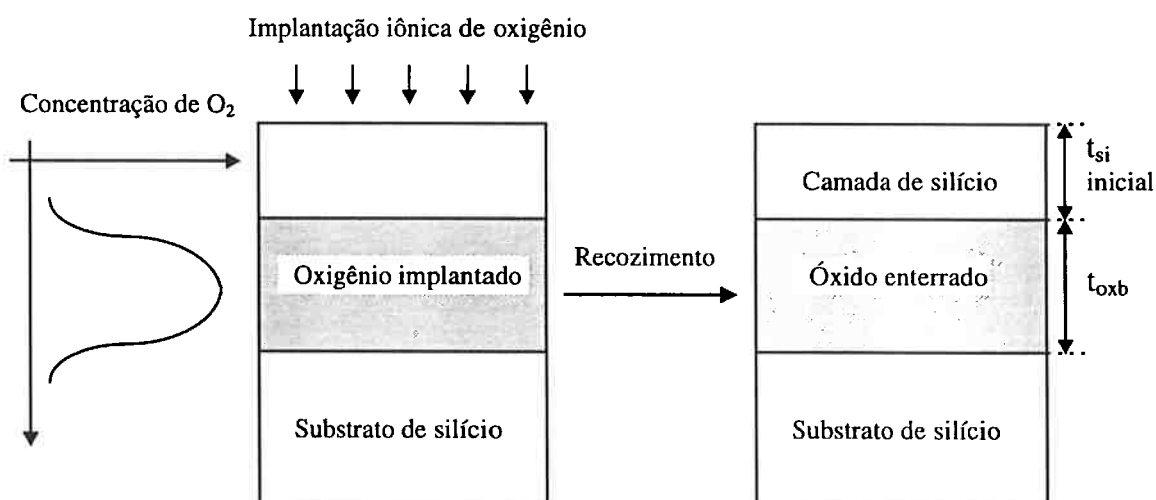 Implantação iônica de oxigênio
Concentração de O₂
Oxigênio implantado
Substrato de silício
Recozimento
Camada de silício
Óxido enterrado
Substrato de silício
t_si
inicial
t_oxb